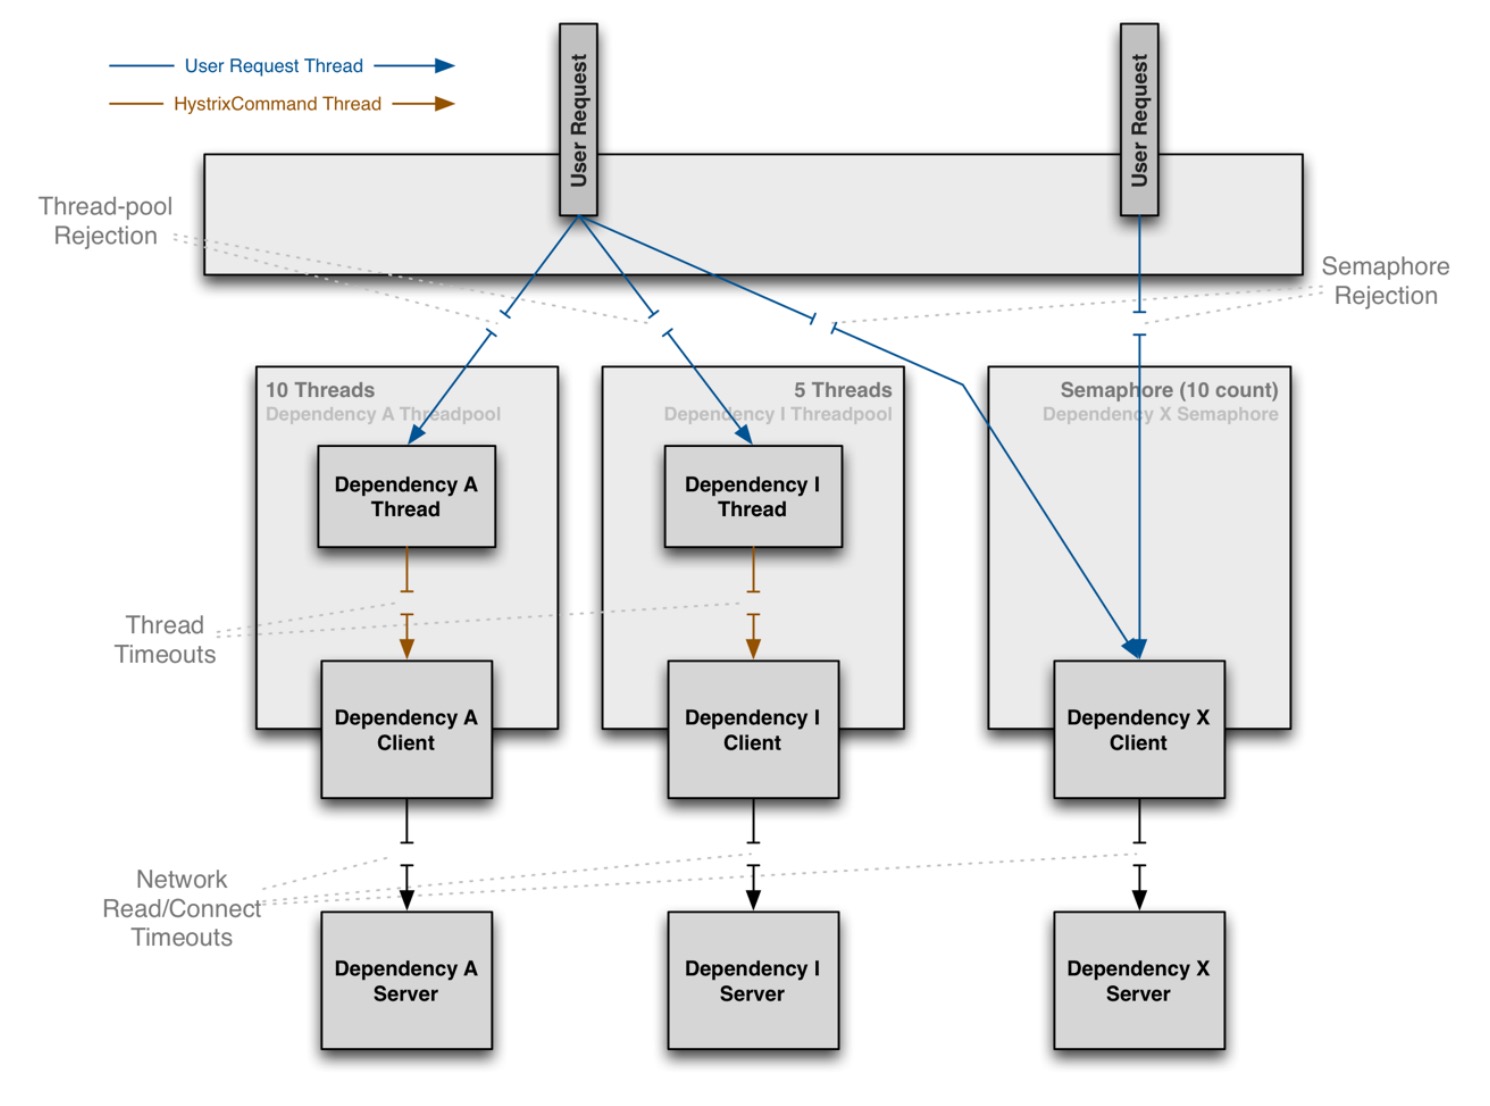 User Request Thread
HystrixCommand Thread
User Request
User Request
Thread-pool
Rejection
Semaphore
Rejection
10 Threads
Dependency A Threadpool
5 Threads
Dependency I Threadpool
Semaphore (10 count)
Dependency X Semaphore
Dependency A
Thread
Dependency I
Thread
Thread
Timeouts
Dependency A
Client
Dependency I
Client
Dependency X
Client
Network
Read/Connect
Timeouts
Dependency A
Server
Dependency I
Server
Dependency X
Server